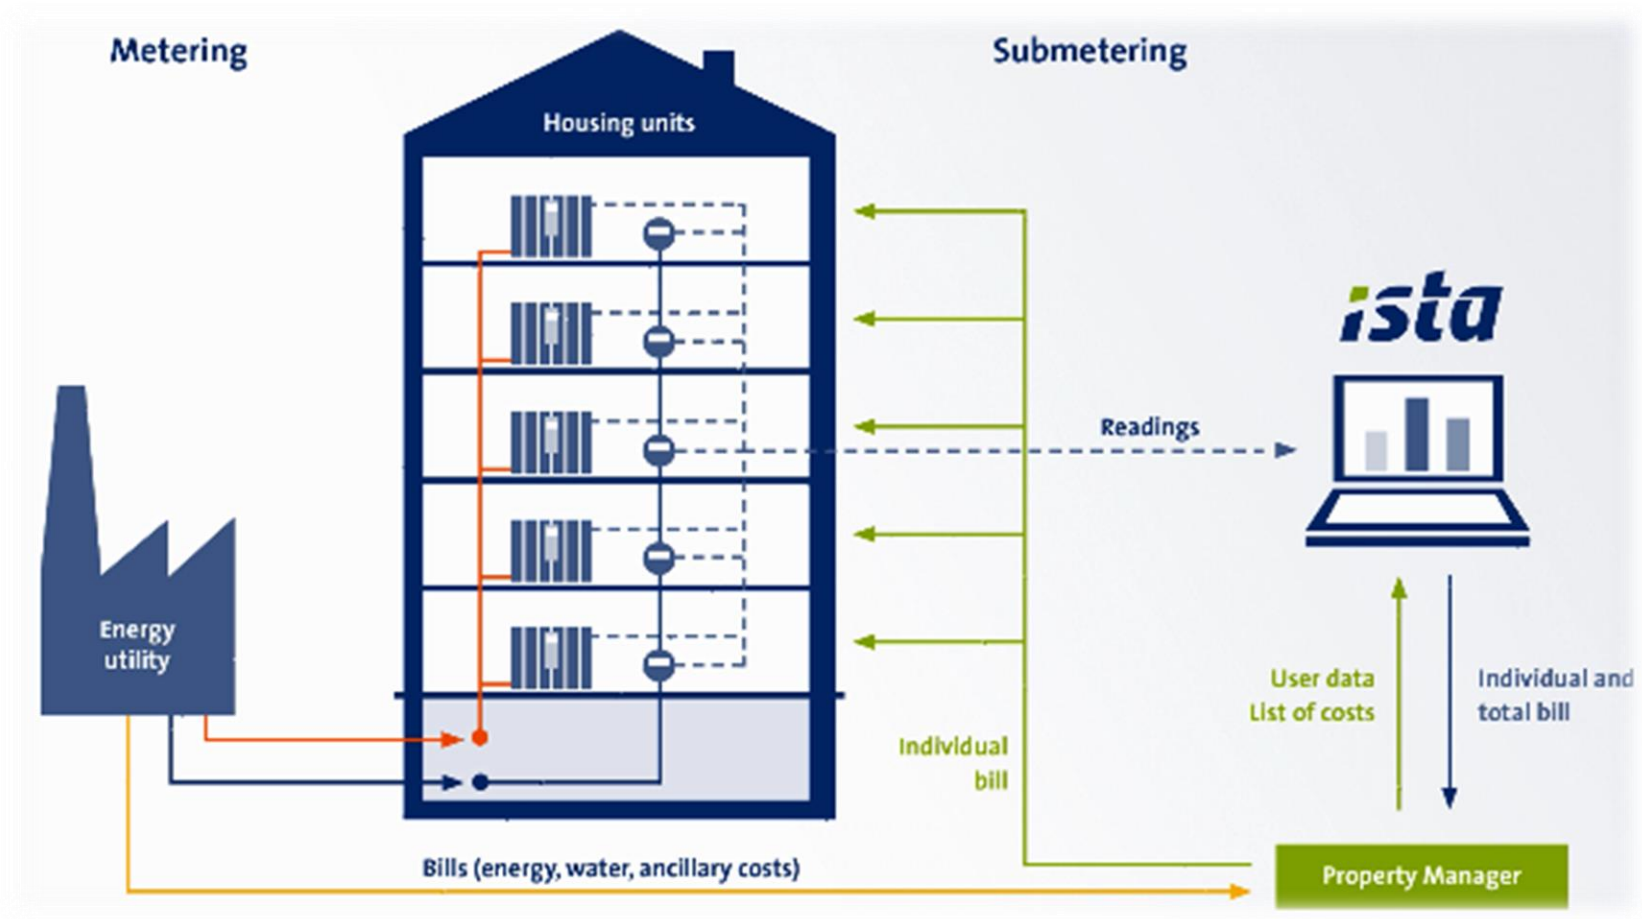 Metering
Submetering
Housing units
ista
Readings
Energy
utility
User data
List of costs
Individual and
total bill
Individual
bill
Bills (energy, water, ancillary costs)
Property Manager